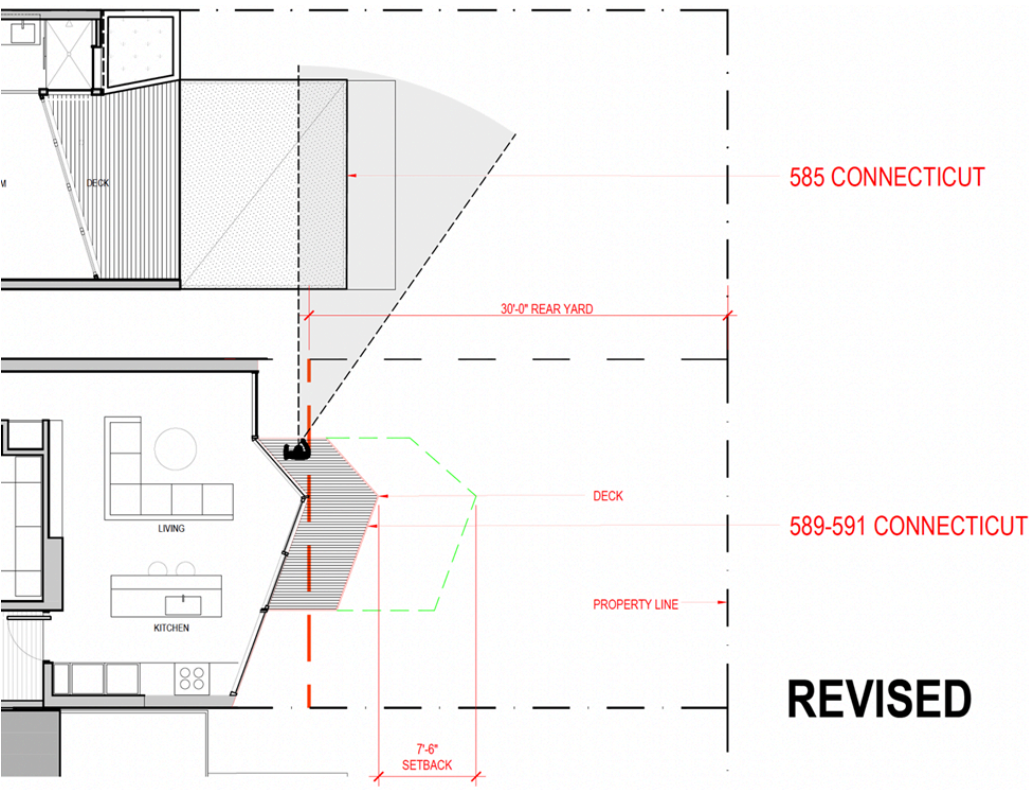 585 CONNECTICUT
M
DECK
30'-0" REAR YARD
DECK
589-591 CONNECTICUT
LIVING
PROPERTY LINE
KITCHEN
REVISED
7'-6"
SETBACK